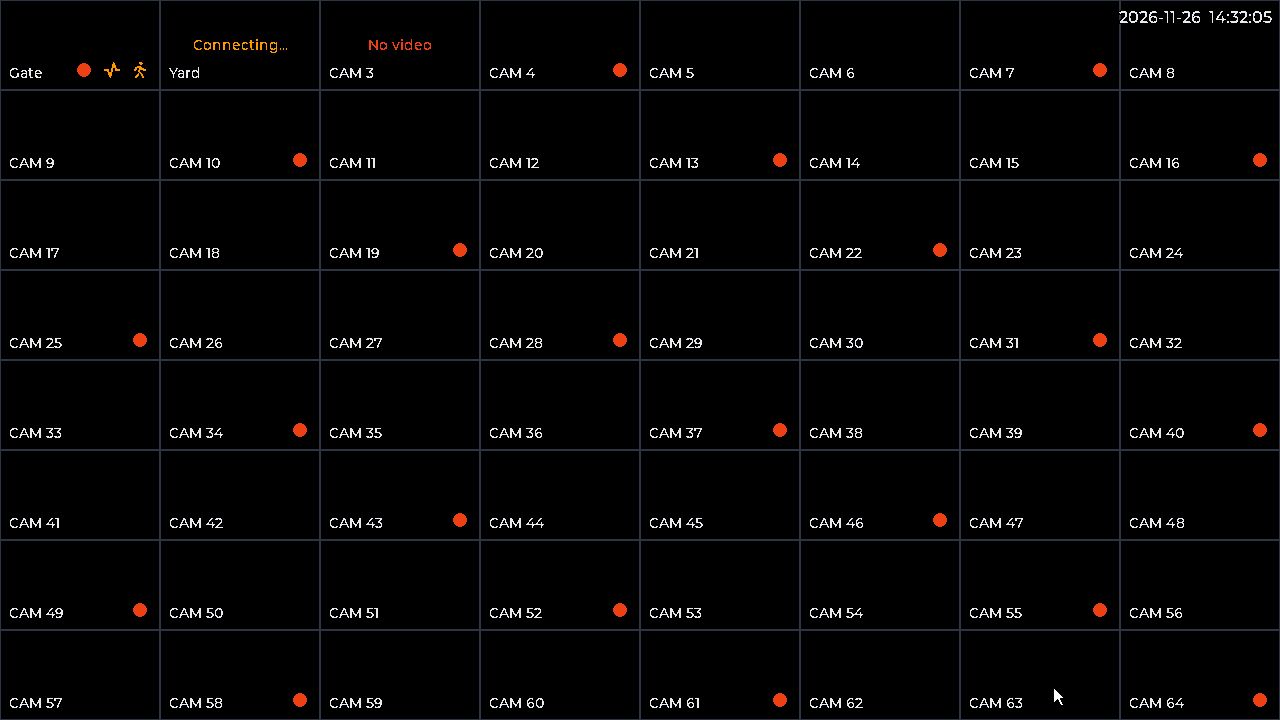 2026-11-26 14:32:05
Connecting...
No video
Gate
Yard
CAM 3
CAM 4
CAM 5
CAM 6
CAM 7
CAM 8
CAM 9
CAM 10
CAM 11
CAM 12
CAM 13
CAM 14
CAM 15
CAM 16
CAM 17
CAM 18
CAM 19
CAM 20
CAM 21
CAM 22
CAM 23
CAM 24
CAM 25
CAM 26
CAM 27
CAM 28
CAM 29
CAM 30
CAM 31
CAM 32
CAM 33
CAM 34
CAM 35
CAM 36
CAM 37
CAM 38
CAM 39
CAM 40
CAM 41
CAM 42
CAM 43
CAM 44
CAM 45
CAM 46
CAM 47
CAM 48
CAM 49
CAM 50
CAM 51
CAM 52
CAM 53
CAM 54
CAM 55
CAM 56
CAM 57
CAM 58
CAM 59
CAM 60
CAM 61
CAM 62
CAM 63
CAM 64